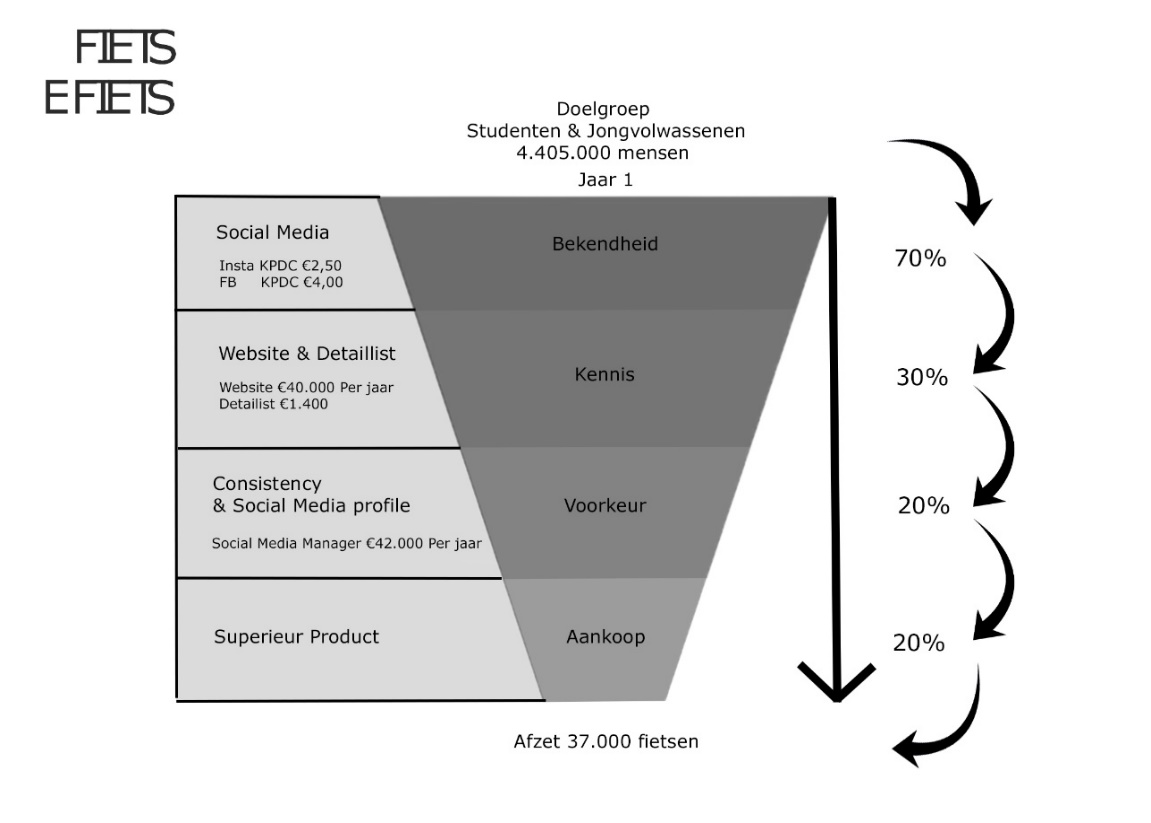 FIETS
E FIETS
Doelgroep
Studenten & Jongvolwassenen
4.405.000 mensen
Jaar 1
Social Media
Insta KPDC €2,50
FB KPDC €4,00
Bekendheid
70%
Website & Detaillist
Website €40.000 Per jaar
Detailist €1.400
Kennis
30%
Consistency
& Social Media profile
Social Media Manager €42.000 Per jaar
Voorkeur
20%
Superieur Product
Aankoop
20%
Afzet 37.000 fietsen